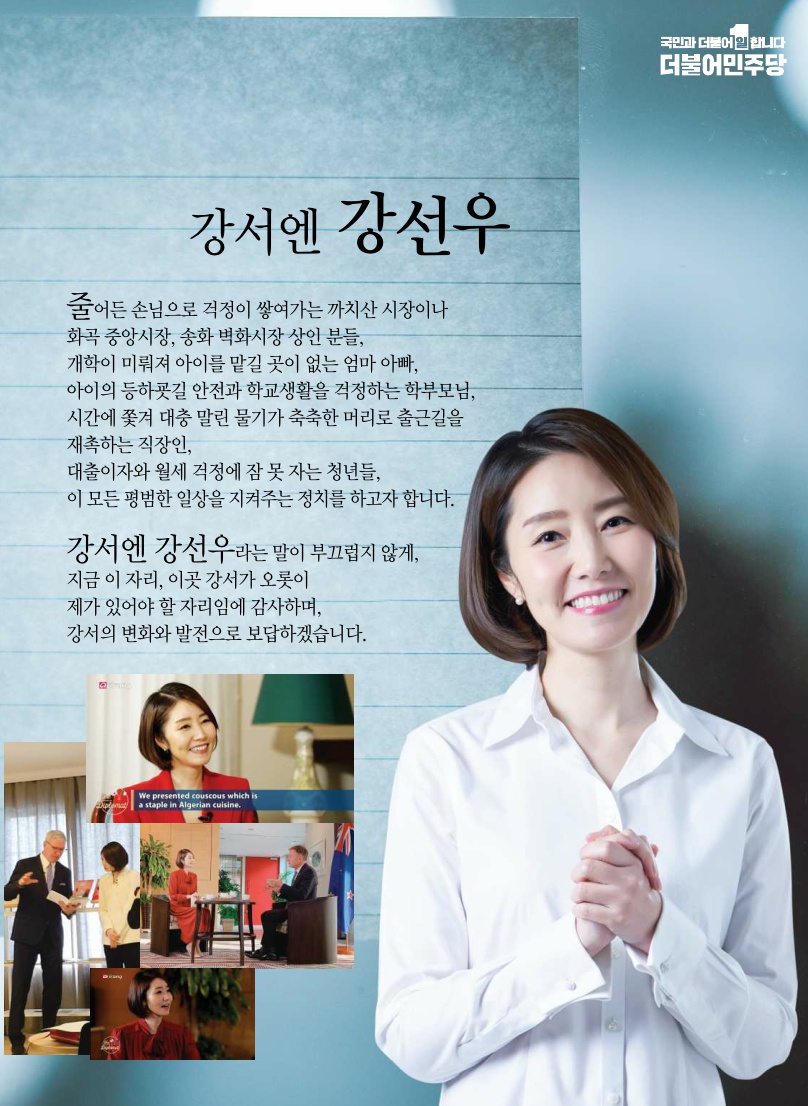 국민과 더불어 일 합니다
더불어민주당
강서엔 강선우
줄어든 손님으로 걱정이 쌓여가는 까치산 시장이나
화곡 중앙시장, 송화 벽화시장 상인 분들,
개학이 미뤄져 아이를 맡길 곳이 없는 엄마 아빠,
아이의 등하굣길 안전과 학교생활을 걱정하는 학부모님,
시간에 쫓겨 대충 말린 물기가 축축한 머리로 출근길을
재촉하는 직장인,
대출이자와 월세 걱정에 잠 못 자는 청년들,
이 모든 평범한 일상을 지켜주는 정치를 하고자 합니다.
강서엔 강선우라는 말이 부끄럽지 않게,
지금 이 자리, 이곳 강서가 오롯이
제가 있어야 할 자리임에 감사하며,
강서의 변화와 발전으로 보답하겠습니다.
Diplomat
We presented couscous which is
a staple in Algerian cuisine.
arirang